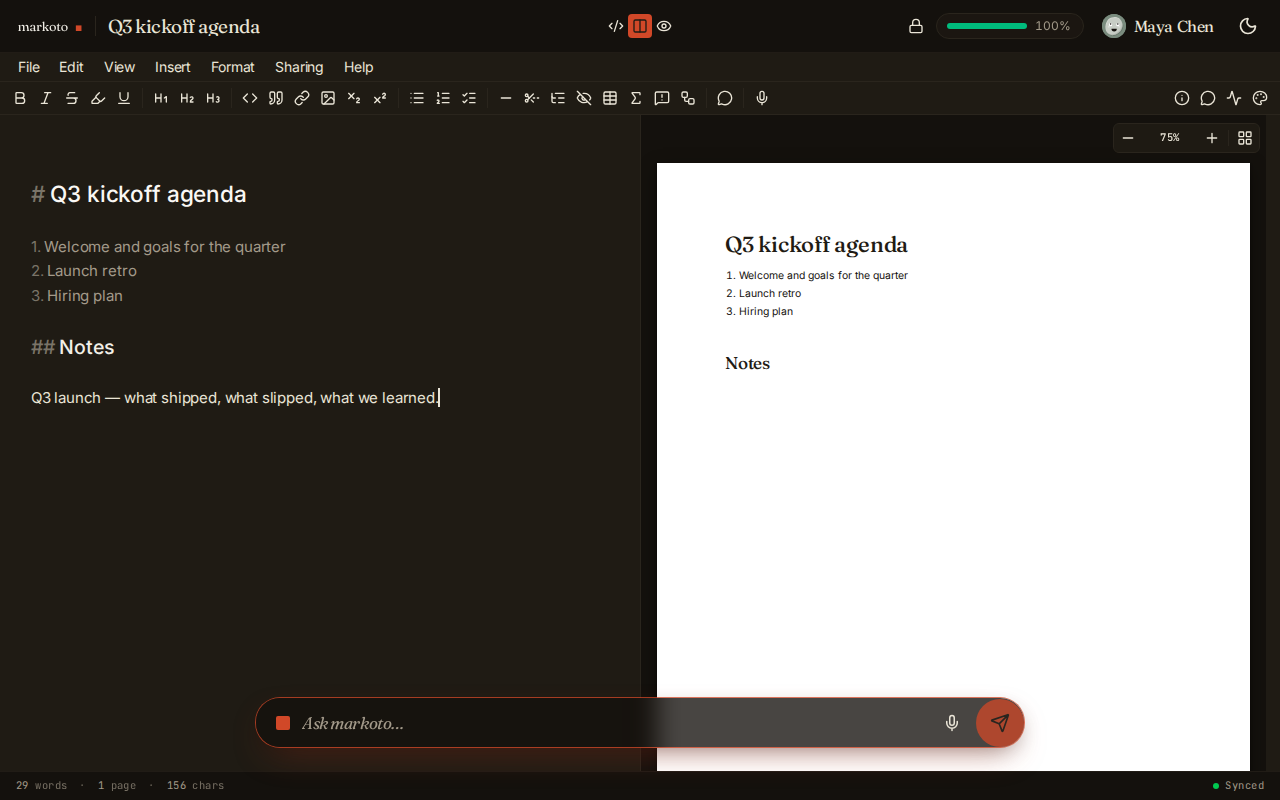 markoto
Q3 kickoff agenda
100%
Maya Chen
File Edit View Insert Format Sharing Help
H1 H2 H3
x2 x2
75%
# Q3 kickoff agenda
1. Welcome and goals for the quarter
2. Launch retro
3. Hiring plan
## Notes
Q3 launch — what shipped, what slipped, what we learned.
Q3 kickoff agenda
1. Welcome and goals for the quarter
2. Launch retro
3. Hiring plan
Notes
Ask markoto...
29 words · 1 page · 156 chars
Synced